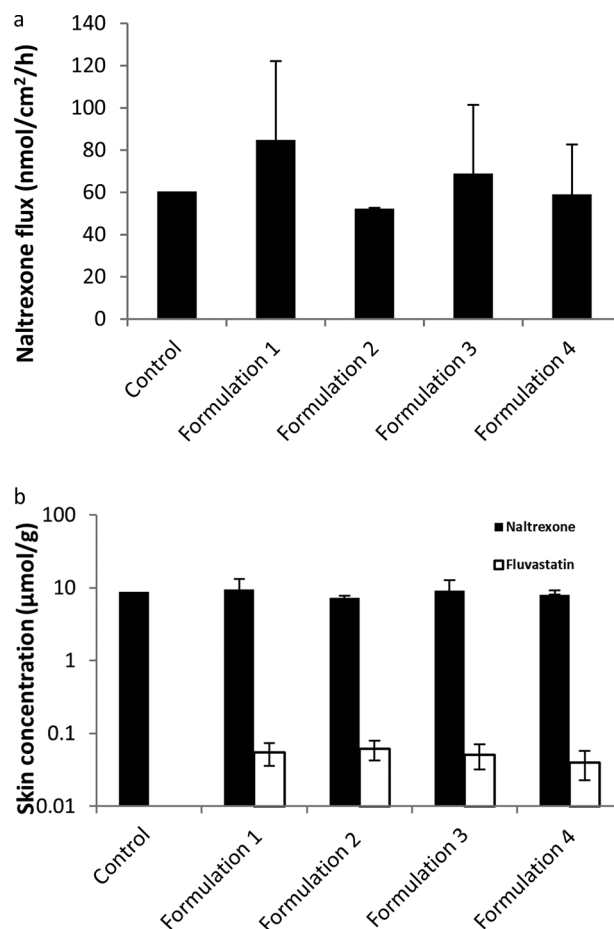 a
Naltrexone flux (nmol/cm²/h)
140
120
100
80
60
40
20
0
Control
Formulation 1
Formulation 2
Formulation 3
Formulation 4
b
Skin concentration (µmol/g)
100
10
1
0.1
0.01
Naltrexone
Fluvastatin
Control
Formulation 1
Formulation 2
Formulation 3
Formulation 4